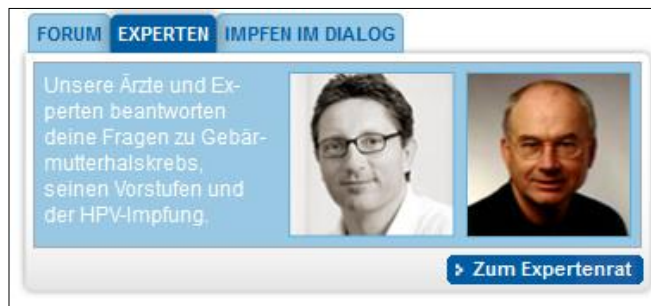 FORUM EXPERTEN IMPFEN IM DIALOG
Unsere Ärzte und Ex-
perten beantworten
deine Fragen zu Gebär-
mutterhalskrebs,
seinen Vorstufen und
der HPV-Impfung.
Zum Expertenrat